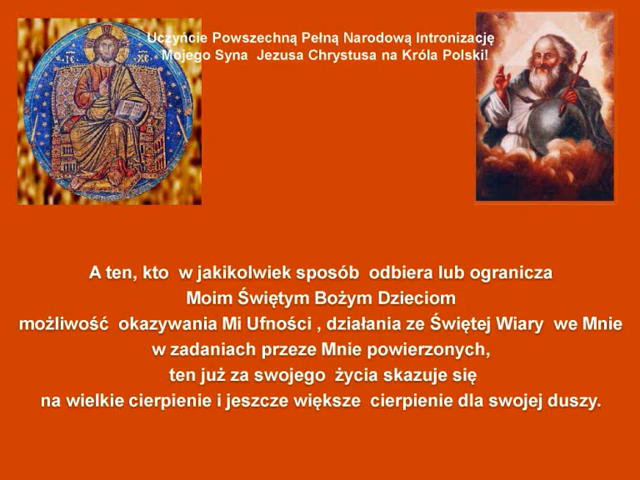 Uczyńcie Powszechną Pełną Narodową Intronizację
Mojego Syna Jezusa Chrystusa na Króla Polski!
A ten, kto w jakikolwiek sposób odbiera lub ogranicza
Moim Świętym Bożym Dzieciom
możliwość okazywania Mi Ufności , działania ze Świętej Wiary we Mnie
w zadaniach przeze Mnie powierzonych,
ten już za swojego życia skazuje się
na wielkie cierpienie i jeszcze większe cierpienie dla swojej duszy.